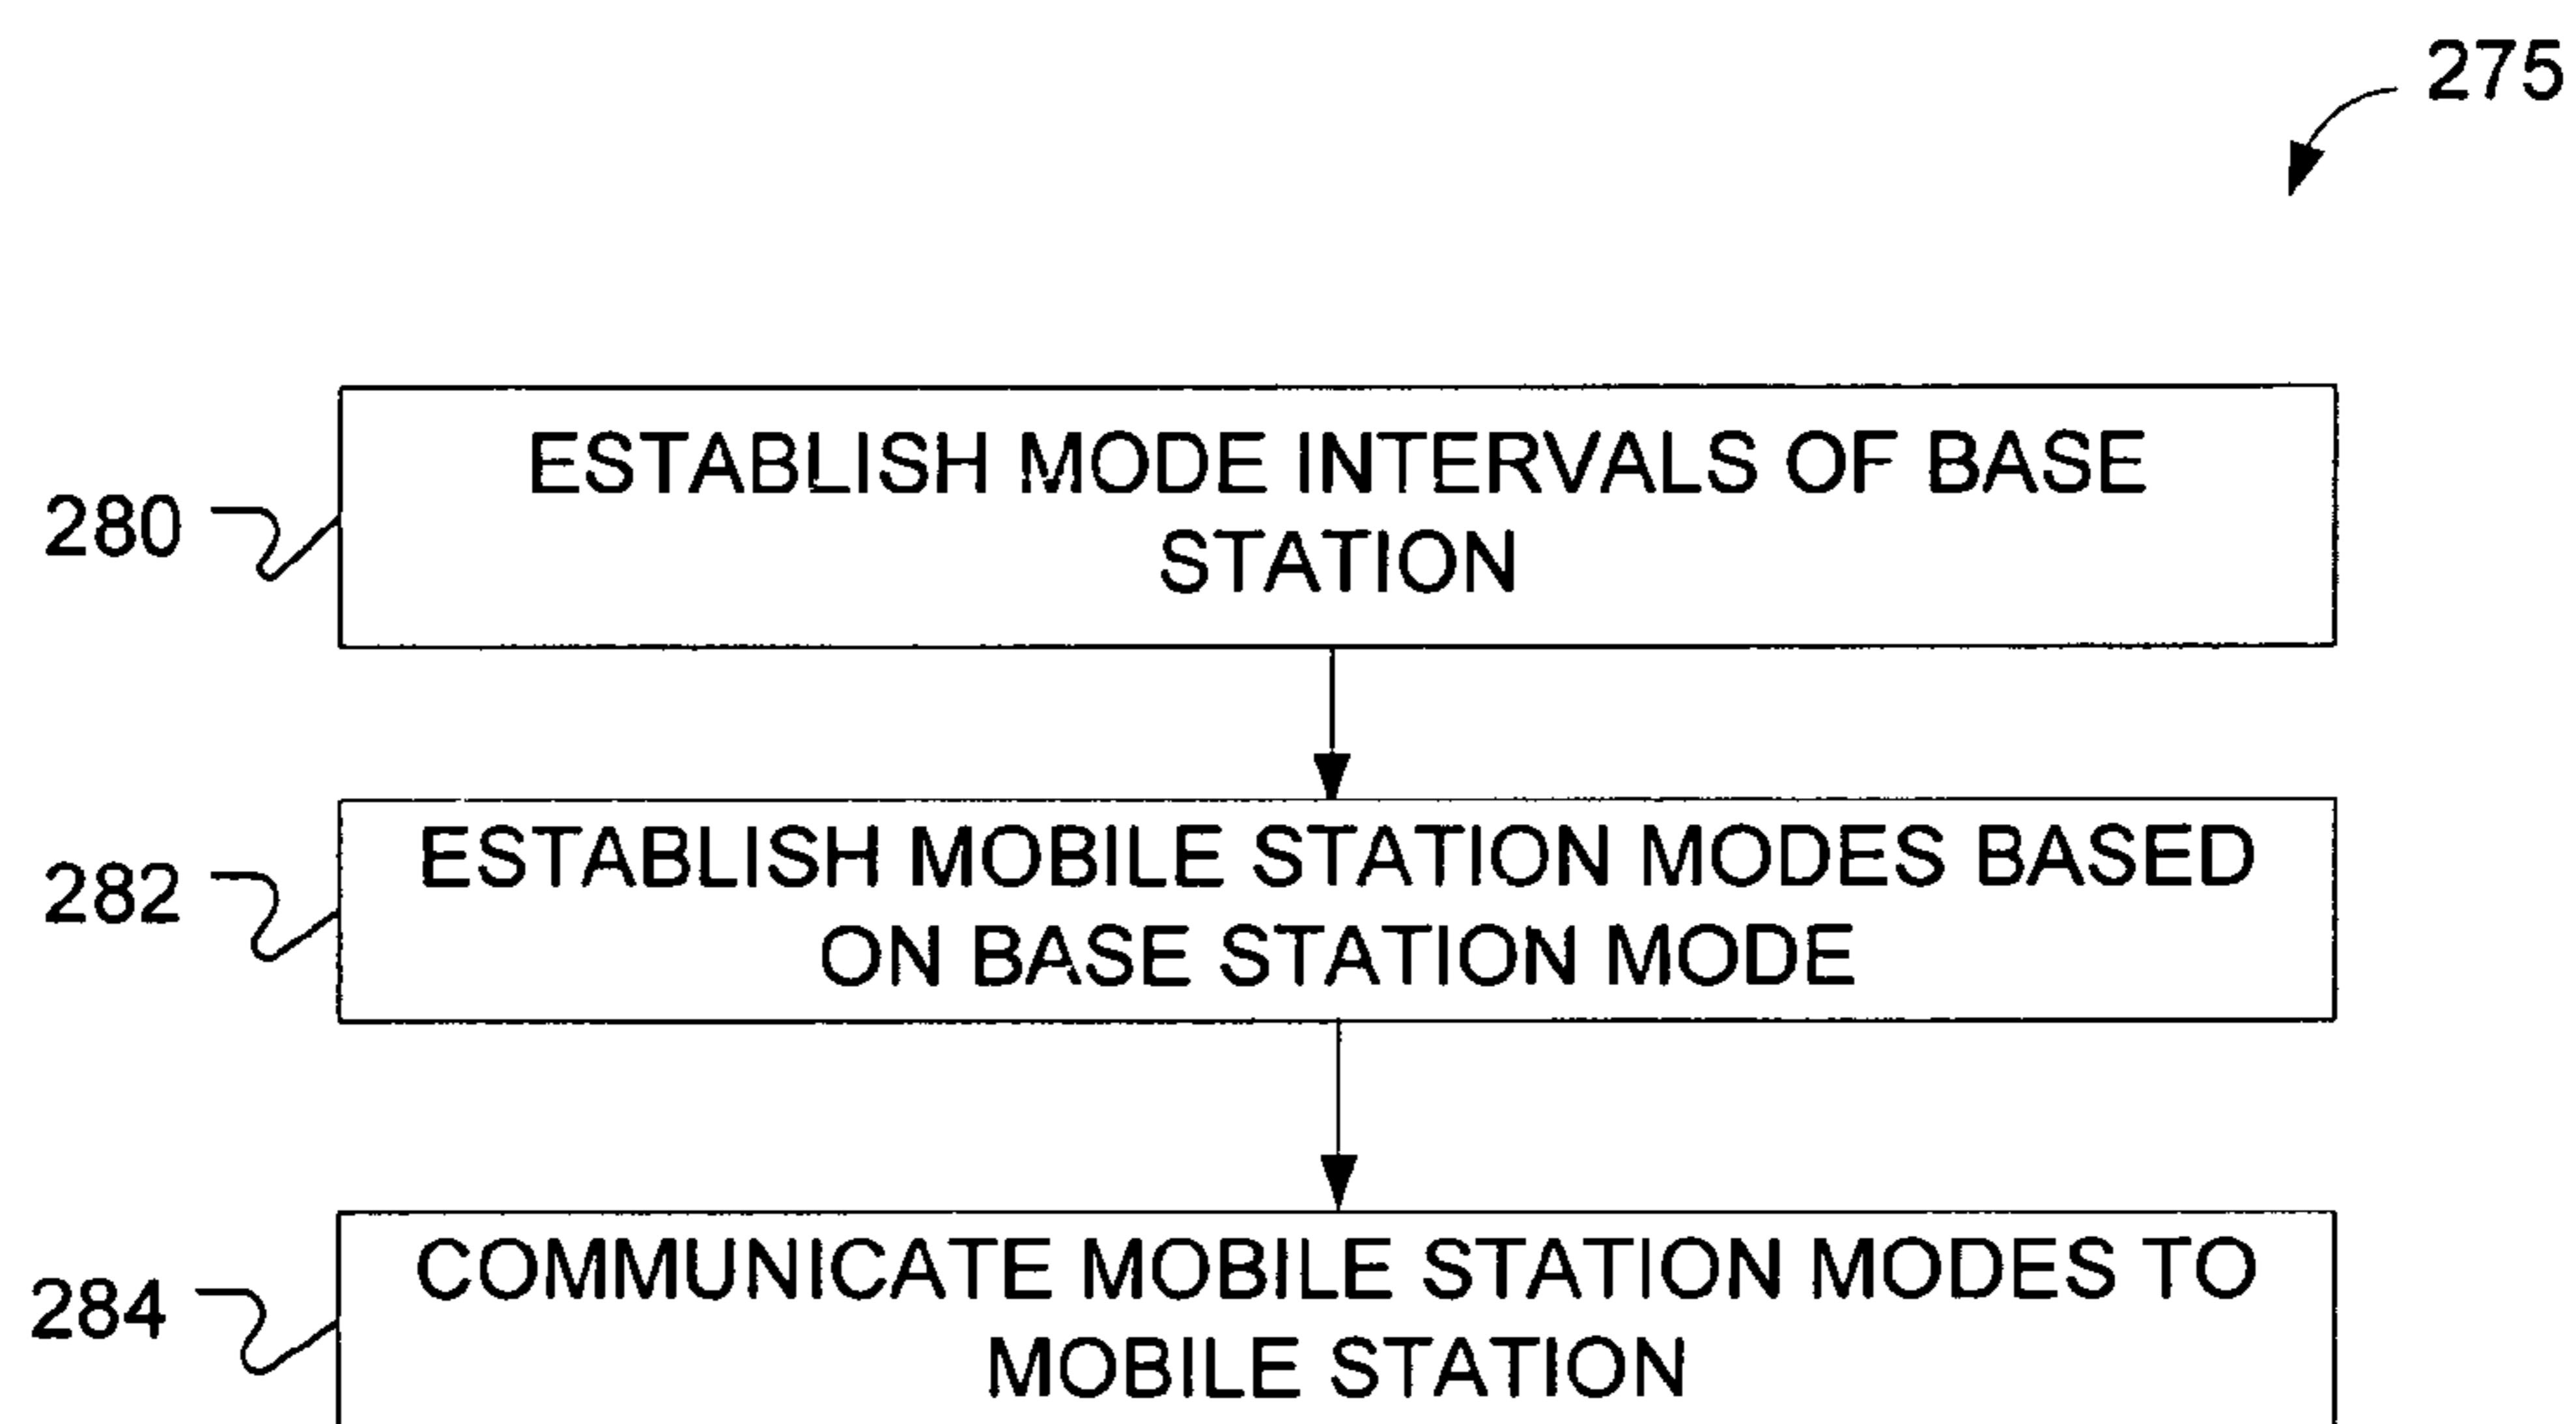 275
280
ESTABLISH MODE INTERVALS OF BASE
STATION
282
ESTABLISH MOBILE STATION MODES BASED
ON BASE STATION MODE
284
COMMUNICATE MOBILE STATION MODES TO
MOBILE STATION